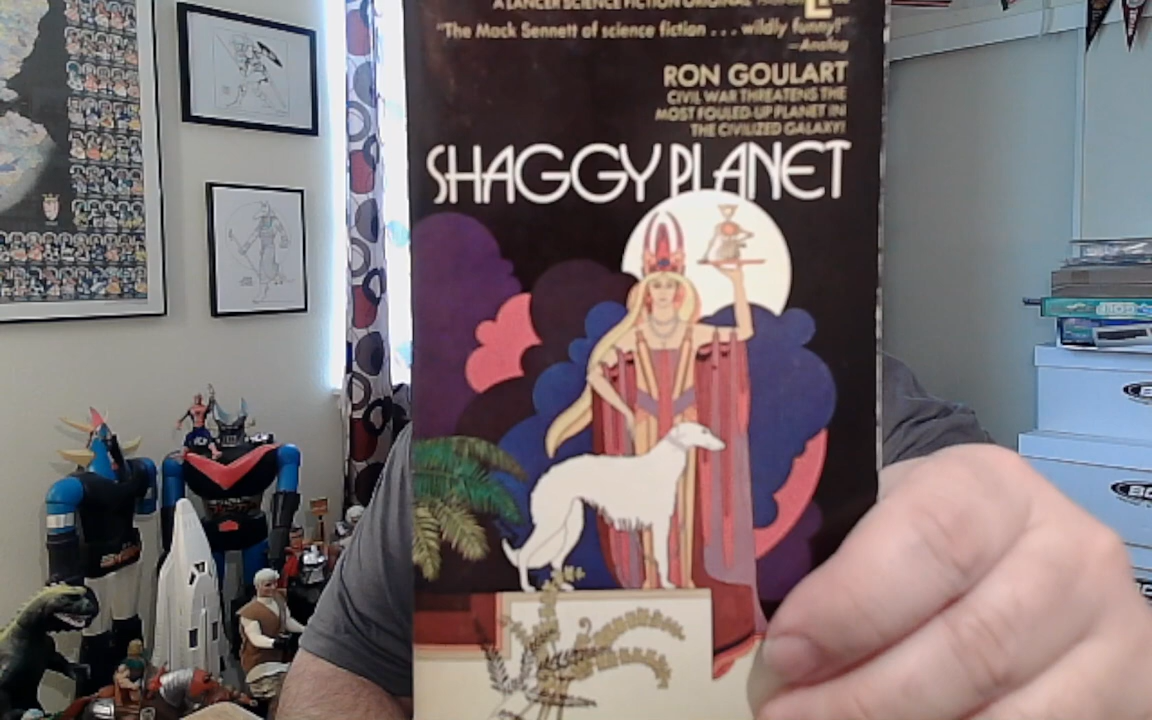 A LANCER SCIENCE FICTION ORIGINAL
"The Mack Sennett of science fiction . . . wildly funny!"
—Analog
RON GOULART
CIVIL WAR THREATENS THE
MOST FOULED-UP PLANET IN
THE CIVILIZED GALAXY!
SHAGGY PLANET